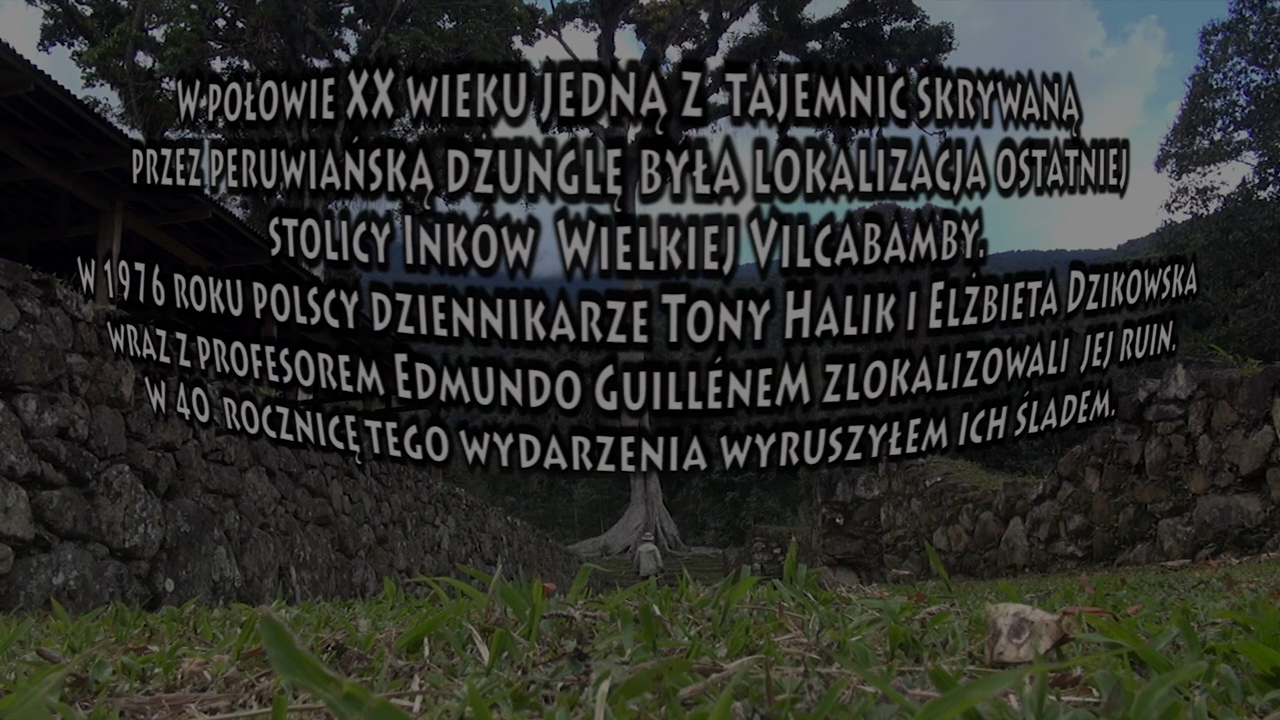 W POŁOWIE XX WIEKU JEDNĄ Z TAJEMNIC SKRYWANĄ
PRZEZ PERUWIAŃSKĄ DŻUNGLĘ BYŁA LOKALIZACJA OSTATNIEJ
STOLICY INKÓW WIELKIEJ VILCABAMBY.
W 1976 ROKU POLSCY DZIENNIKARZE TONY HALIK I ELŻBIETA DZIKOWSKA
WRAZ Z PROFESOREM EDMUNDO GUILLÉNEM ZLOKALIZOWALI JEJ RUIN.
W 40. ROCZNICĘ TEGO WYDARZENIA WYRUSZYŁEM ICH ŚLADEM.